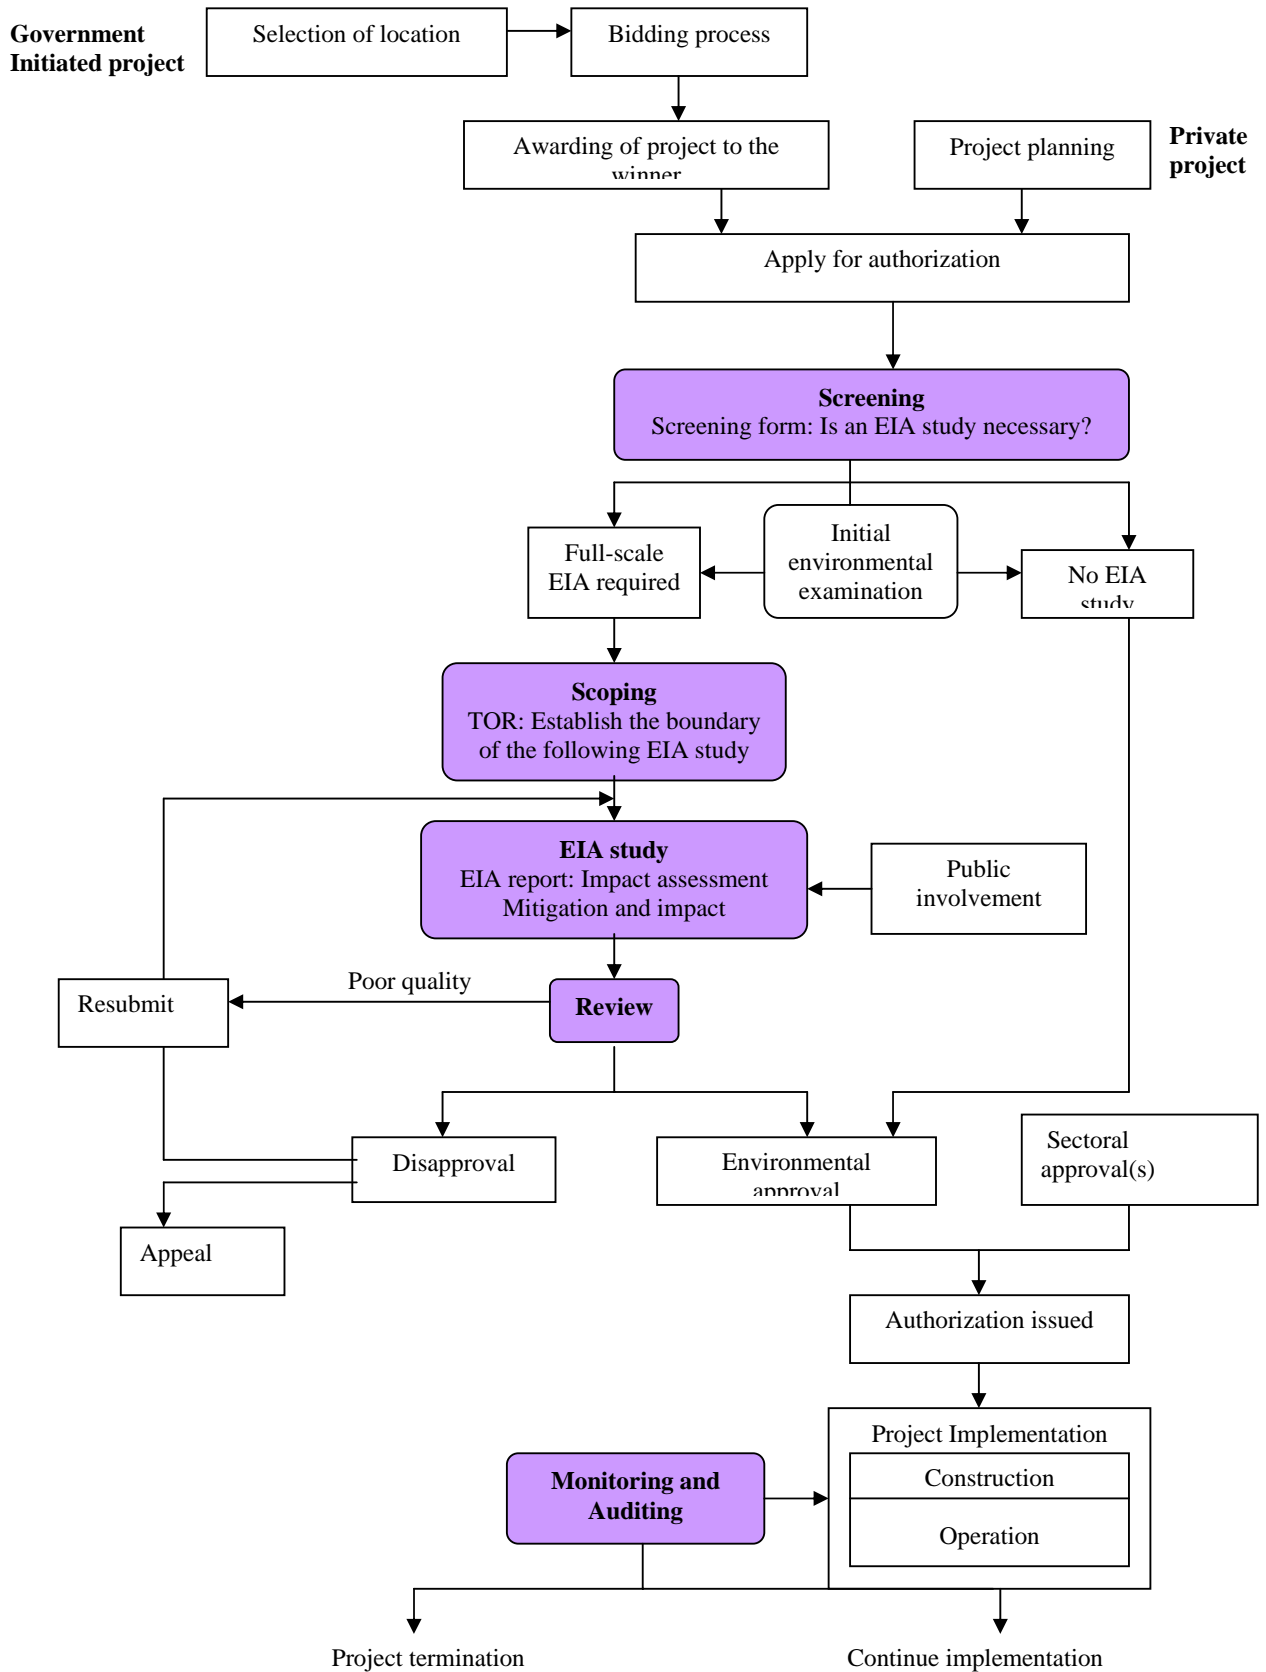 Government
Initiated project
Selection of location
Bidding process
Awarding of project to the
winner
Project planning
Private
project
Apply for authorization
Screening
Screening form: Is an EIA study necessary?
Full-scale
EIA required
Initial
environmental
examination
No EIA
study
Scoping
TOR: Establish the boundary
of the following EIA study
EIA study
EIA report: Impact assessment
Mitigation and impact
Public
involvement
Poor quality
Resubmit
Review
Disapproval
Environmental
approval
Sectoral
approval(s)
Appeal
Authorization issued
Project Implementation
Construction
Operation
Monitoring and
Auditing
Project termination
Continue implementation